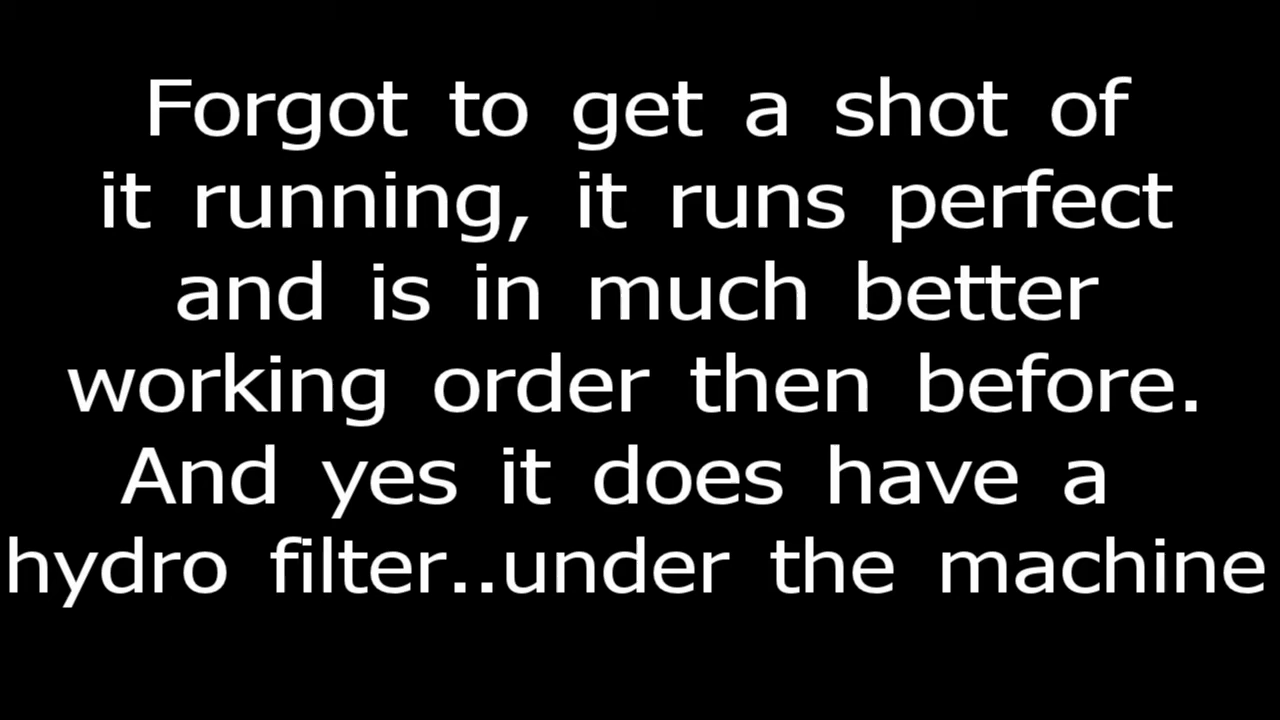 Forgot to get a shot of
it running, it runs perfect
and is in much better
working order then before.
And yes it does have a
hydro filter..under the machine